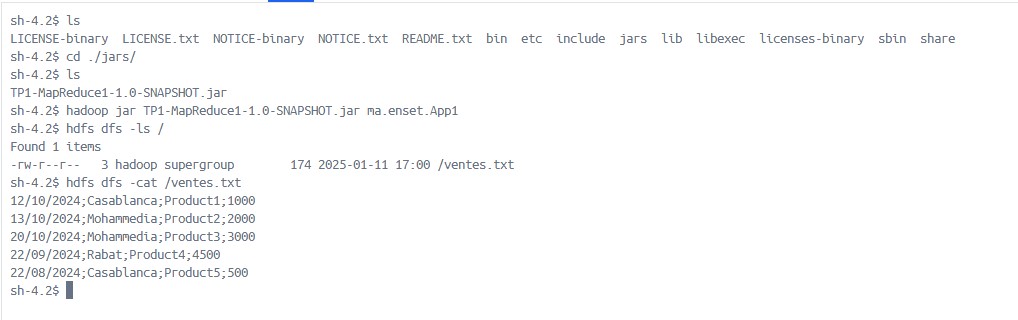 sh-4.2$ ls
LICENSE-binary  LICENSE.txt  NOTICE-binary  NOTICE.txt  README.txt  bin  etc  include  jars  lib  libexec  licenses-binary  sbin  share
sh-4.2$ cd ./jars/
sh-4.2$ ls
TP1-MapReduce1-1.0-SNAPSHOT.jar
sh-4.2$ hadoop jar TP1-MapReduce1-1.0-SNAPSHOT.jar ma.enset.App1
sh-4.2$ hdfs dfs -ls /
Found 1 items
-rw-r--r--   3 hadoop supergroup        174 2025-01-11 17:00 /ventes.txt
sh-4.2$ hdfs dfs -cat /ventes.txt
12/10/2024;Casablanca;Product1;1000
13/10/2024;Mohammedia;Product2;2000
20/10/2024;Mohammedia;Product3;3000
22/09/2024;Rabat;Product4;4500
22/08/2024;Casablanca;Product5;500
sh-4.2$